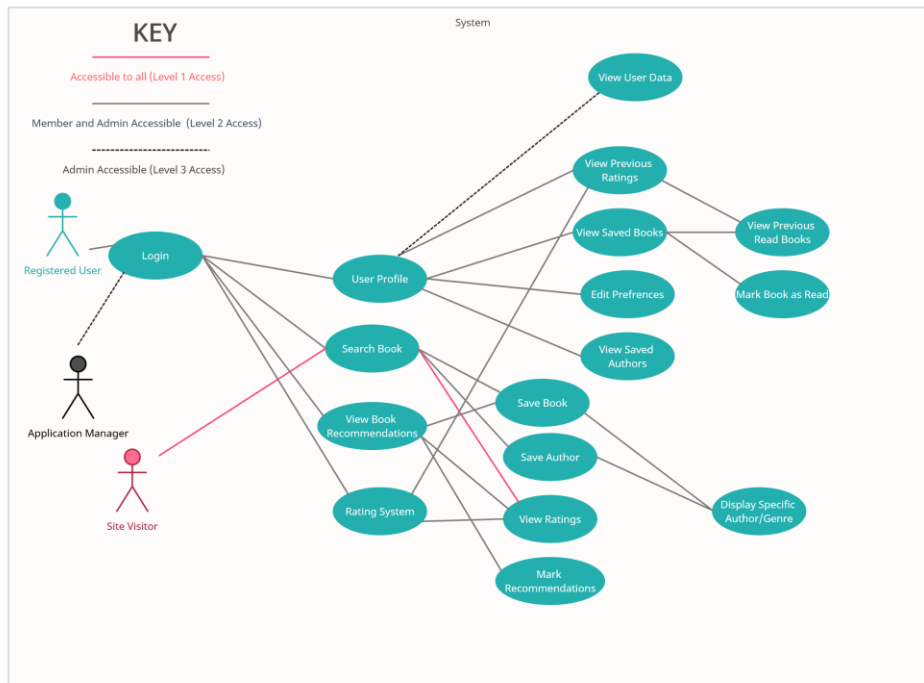 System
KEY
Accessible to all (Level 1 Access)
Member and Admin Accessible (Level 2 Access)
Admin Accessible (Level 3 Access)
Registered User
Application Manager
Site Visitor
Login
User Profile
Search Book
View Book
Recommendations
Rating System
View User Data
View Previous
Ratings
View Saved Books
Edit Prefrences
View Saved
Authors
View Previous
Read Books
Mark Book as Read
Save Book
Save Author
View Ratings
Mark
Recommendations
Display Specific
Author/Genre